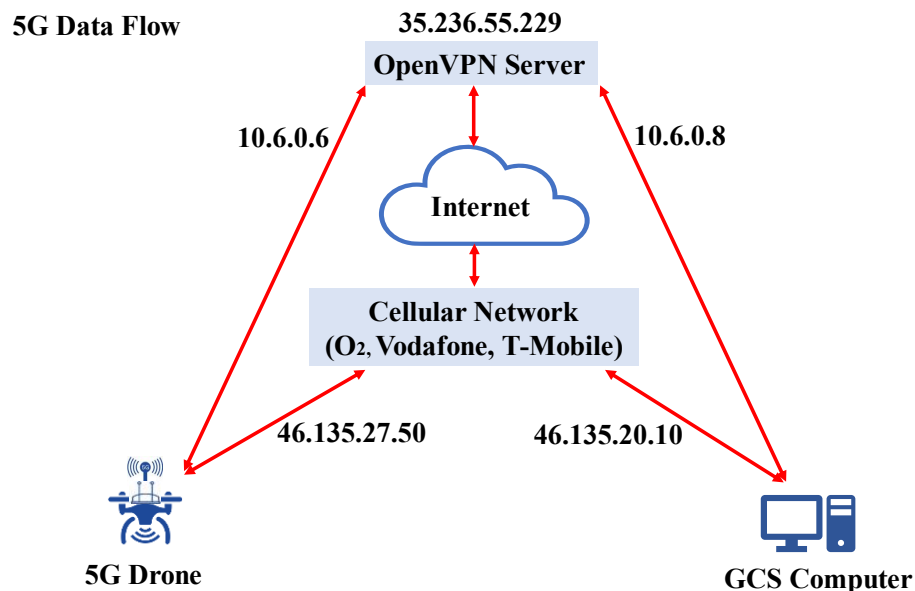 5G Data Flow
35.236.55.229
OpenVPN Server
10.6.0.6
10.6.0.8
Internet
Cellular Network
(O2, Vodafone, T-Mobile)
46.135.27.50
46.135.20.10
5G
5G Drone
GCS Computer